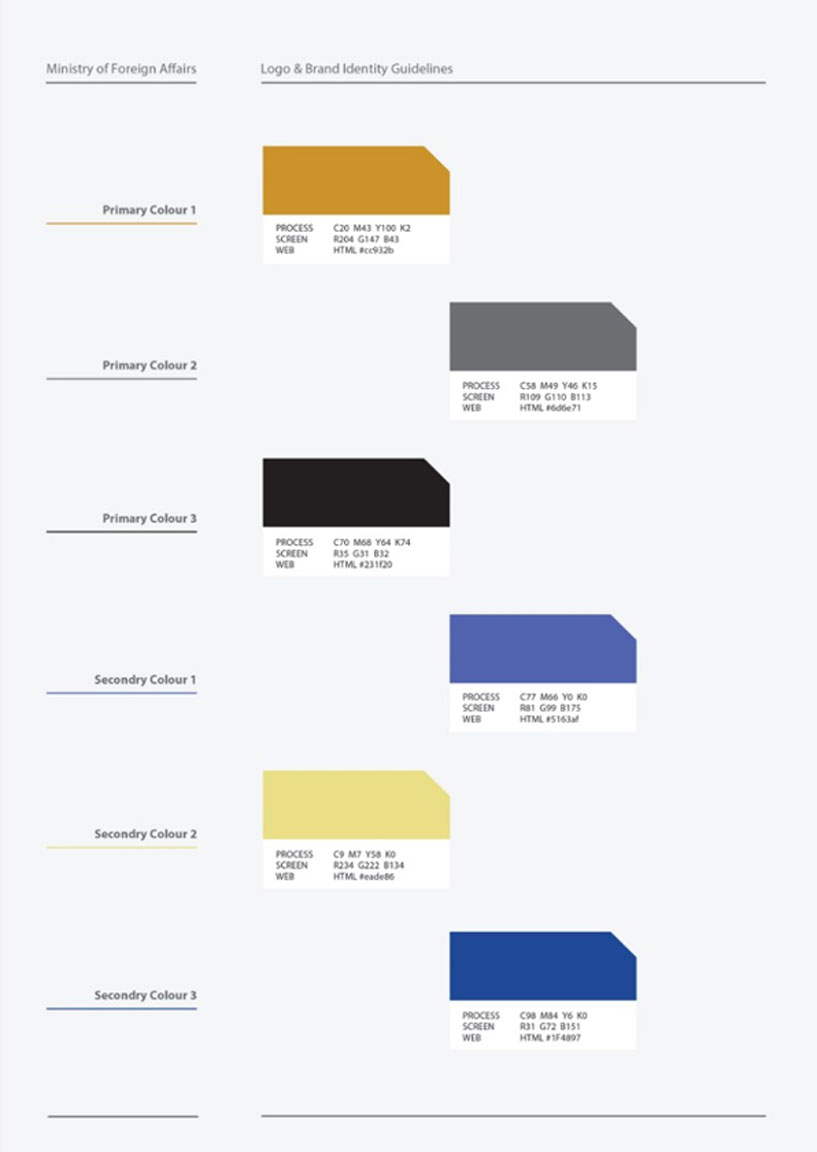 Ministry of Foreign Affairs
Logo & Brand Identity Guidelines
Primary Colour 1
PROCESS C20 M43 Y100 K2
SCREEN R204 G147 B43
WEB HTML #cc932b
Primary Colour 2
PROCESS C58 M49 Y46 K15
SCREEN R109 G110 B113
WEB HTML #6d6e71
Primary Colour 3
PROCESS C70 M68 Y64 K74
SCREEN R35 G31 B32
WEB HTML #231f20
Secondry Colour 1
PROCESS C77 M66 Y0 K0
SCREEN R81 G99 B175
WEB HTML #5163af
Secondry Colour 2
PROCESS C9 M7 Y58 K0
SCREEN R234 G222 B134
WEB HTML #eade86
Secondry Colour 3
PROCESS C98 M84 Y6 K0
SCREEN R31 G72 B151
WEB HTML #1F4897